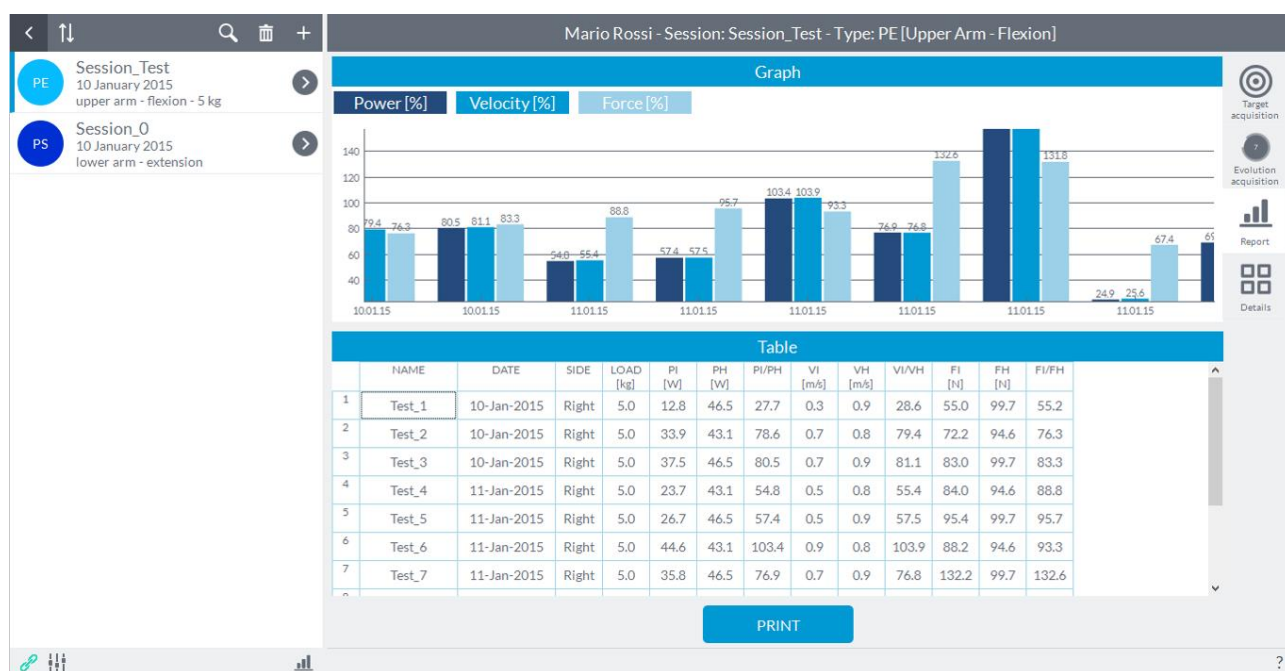 Mario Rossi - Session: Session_Test - Type: PE [Upper Arm - Flexion]
PE
Session_Test
10 January 2015
upper arm - flexion - 5 kg
PS
Session_0
10 January 2015
lower arm - extension
Graph
Power [%] Velocity [%] Force [%]
140
120
100
80
60
40
79.4 76.3 80.5 81.1 83.3 54.8 55.4 88.8 57.4 57.5 95.7 103.4 103.9 93.3 76.9 76.8 132.6 131.8 24.9 25.6 67.4
10.01.15 10.01.15 11.01.15 11.01.15 11.01.15 11.01.15 11.01.15 11.01.15
Target
acquisition
?
Evolution
acquisition
Report
Details
Table
NAME DATE SIDE LOAD [kg] PI [W] PH [W] PI/PH VI [m/s] VH [m/s] VI/VH FI [N] FH [N] FI/FH
1 Test_1 10-Jan-2015 Right 5.0 12.8 46.5 27.7 0.3 0.9 28.6 55.0 99.7 55.2
2 Test_2 10-Jan-2015 Right 5.0 33.9 43.1 78.6 0.7 0.8 79.4 72.2 94.6 76.3
3 Test_3 10-Jan-2015 Right 5.0 37.5 46.5 80.5 0.7 0.9 81.1 83.0 99.7 83.3
4 Test_4 11-Jan-2015 Right 5.0 23.7 43.1 54.8 0.5 0.8 55.4 84.0 94.6 88.8
5 Test_5 11-Jan-2015 Right 5.0 26.7 46.5 57.4 0.5 0.9 57.5 95.4 99.7 95.7
6 Test_6 11-Jan-2015 Right 5.0 44.6 43.1 103.4 0.9 0.8 103.9 88.2 94.6 93.3
7 Test_7 11-Jan-2015 Right 5.0 35.8 46.5 76.9 0.7 0.9 76.8 132.2 99.7 132.6
PRINT
?